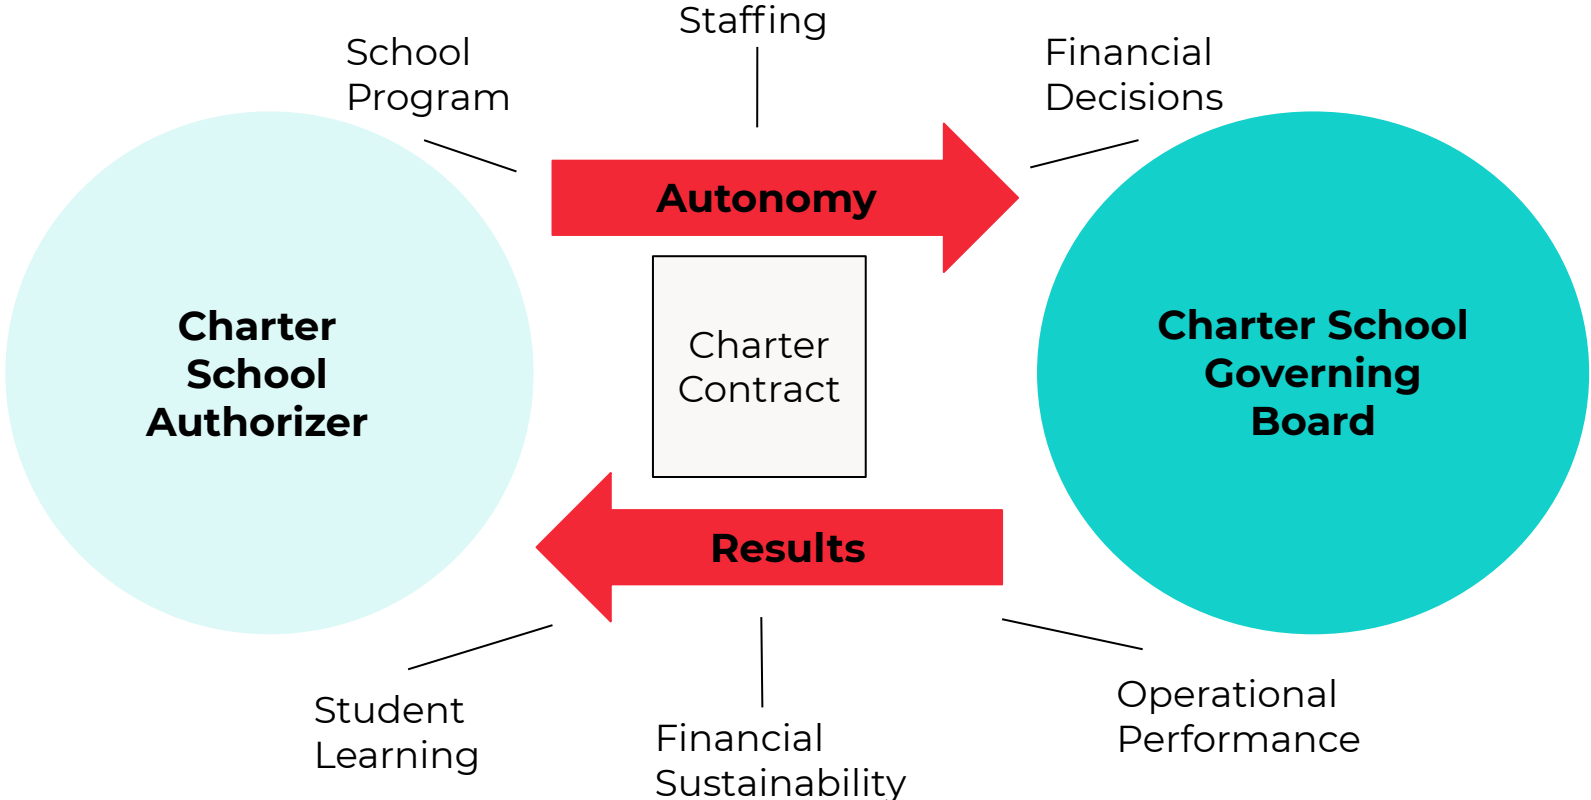 Staffing
School
Program
Financial
Decisions
Autonomy
Charter
School
Authorizer
Charter
Contract
Charter School
Governing
Board
Results
Student
Learning
Financial
Sustainability
Operational
Performance